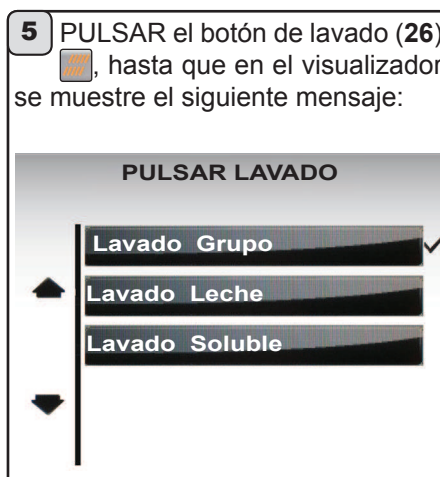 5 PULSAR el botón de lavado (26)
, hasta que en el visualizador
se muestre el siguiente mensaje:
PULSAR LAVADO
Lavado Grupo
Lavado Leche
Lavado Soluble